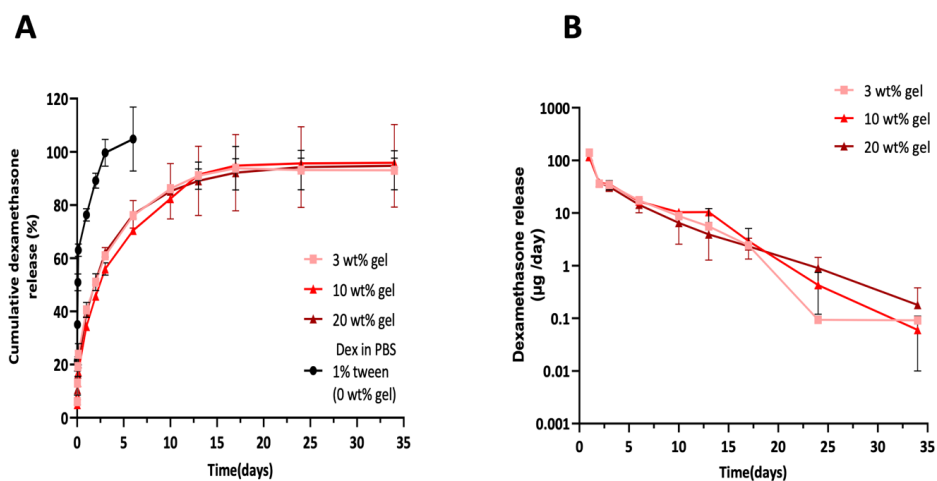 A
Cumulative dexamethasone
release (%)
120
100
80
60
40
20
0
0
5
10
15
20
25
30
35
Time(days)
3 wt% gel
10 wt% gel
20 wt% gel
Dex in PBS
1% tween
(0 wt% gel)
B
Dexamethasone release
(µg /day)
1000
100
10
1
0.1
0.01
0.001
0
5
10
15
20
25
30
35
Time(days)
3 wt% gel
10 wt% gel
20 wt% gel